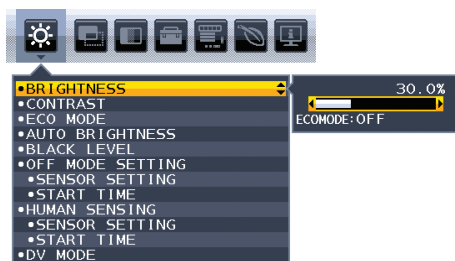 •BRIGHTNESS
30.0%
•CONTRAST
ECOMODE:OFF
•ECO MODE
•AUTO BRIGHTNESS
•BLACK LEVEL
•OFF MODE SETTING
•SENSOR SETTING
•START TIME
•HUMAN SENSING
•SENSOR SETTING
•START TIME
•DV MODE